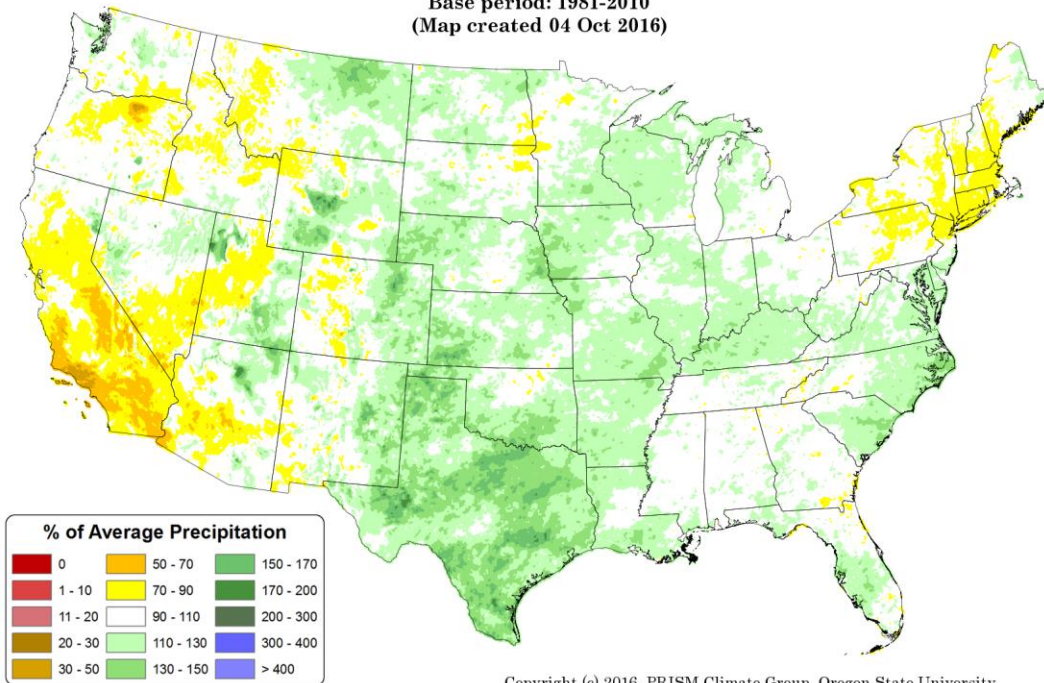 Base period: 1981-2010
(Map created 04 Oct 2016)
% of Average Precipitation
0
1 - 10
11 - 20
20 - 30
30 - 50
50 - 70
70 - 90
90 - 110
110 - 130
130 - 150
150 - 170
170 - 200
200 - 300
300 - 400
> 400
Copyright (c) 2016, PRISM Climate Group, Oregon State University